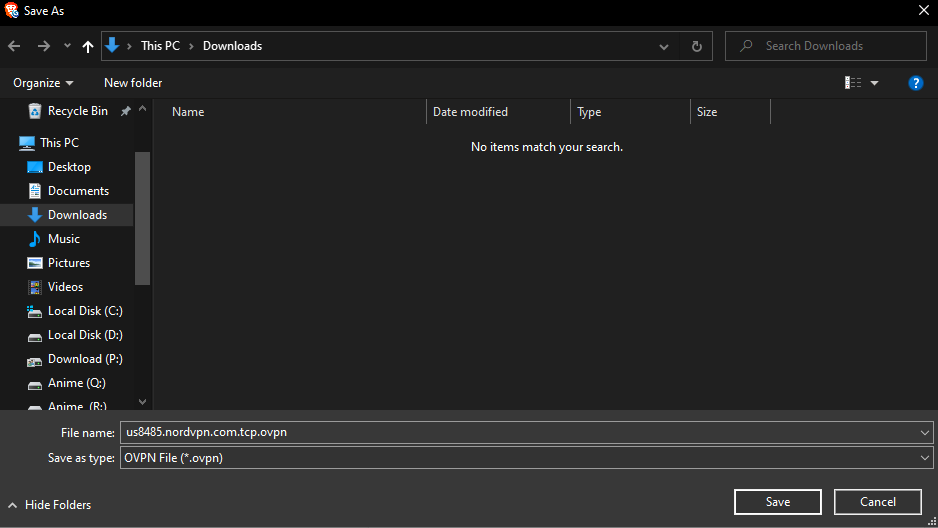 Save As
This PC > Downloads
Search Downloads
Organize
New folder
?
Recycle Bin
This PC
Desktop
Documents
Downloads
Music
Pictures
Videos
Local Disk (C:)
Local Disk (D:)
Download (P:)
Anime (Q:)
Anime (R:)
Name Date modified Type Size
No items match your search.
File name: us8485.nordvpn.com.tcp.ovpn
Save as type: OVPN File (*.ovpn)
Hide Folders
Save
Cancel